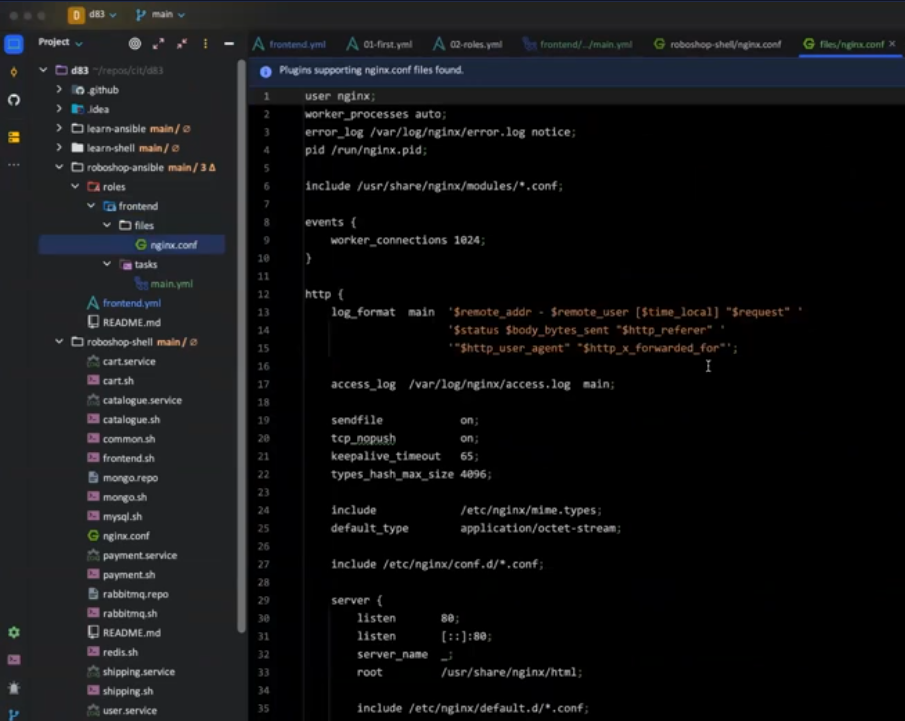 D d83 main
Project
frontend.yml 01-first.yml 02-roles.yml frontend/.../main.yml roboshop-shell/nginx.conf files/nginx.conf
d83 ~/repos/cit/d83
.github
.idea
learn-ansible main /
learn-shell main /
roboshop-ansible main / 3 Δ
roles
frontend
files
nginx.conf
tasks
main.yml
frontend.yml
README.md
roboshop-shell main /
cart.service
cart.sh
catalogue.service
catalogue.sh
common.sh
frontend.sh
mongo.repo
mongo.sh
mysql.sh
nginx.conf
payment.service
payment.sh
rabbitmq.repo
rabbitmq.sh
README.md
redis.sh
shipping.service
shipping.sh
user.service
Plugins supporting nginx.conf files found.
1 user nginx;
2 worker_processes auto;
3 error_log /var/log/nginx/error.log notice;
4 pid /run/nginx.pid;
5
6 include /usr/share/nginx/modules/*.conf;
7
8 events {
9 worker_connections 1024;
10 }
11
12 http {
13 log_format main '$remote_addr - $remote_user [$time_local] "$request" '
14 '$status $body_bytes_sent "$http_referer" '
15 '"$http_user_agent" "$http_x_forwarded_for"';
16
17 access_log /var/log/nginx/access.log main;
18
19 sendfile on;
20 tcp_nopush on;
21 keepalive_timeout 65;
22 types_hash_max_size 4096;
23
24 include /etc/nginx/mime.types;
25 default_type application/octet-stream;
26
27 include /etc/nginx/conf.d/*.conf;
28
29 server {
30 listen 80;
31 listen [::]:80;
32 server_name _;
33 root /usr/share/nginx/html;
34
35 include /etc/nginx/default.d/*.conf;